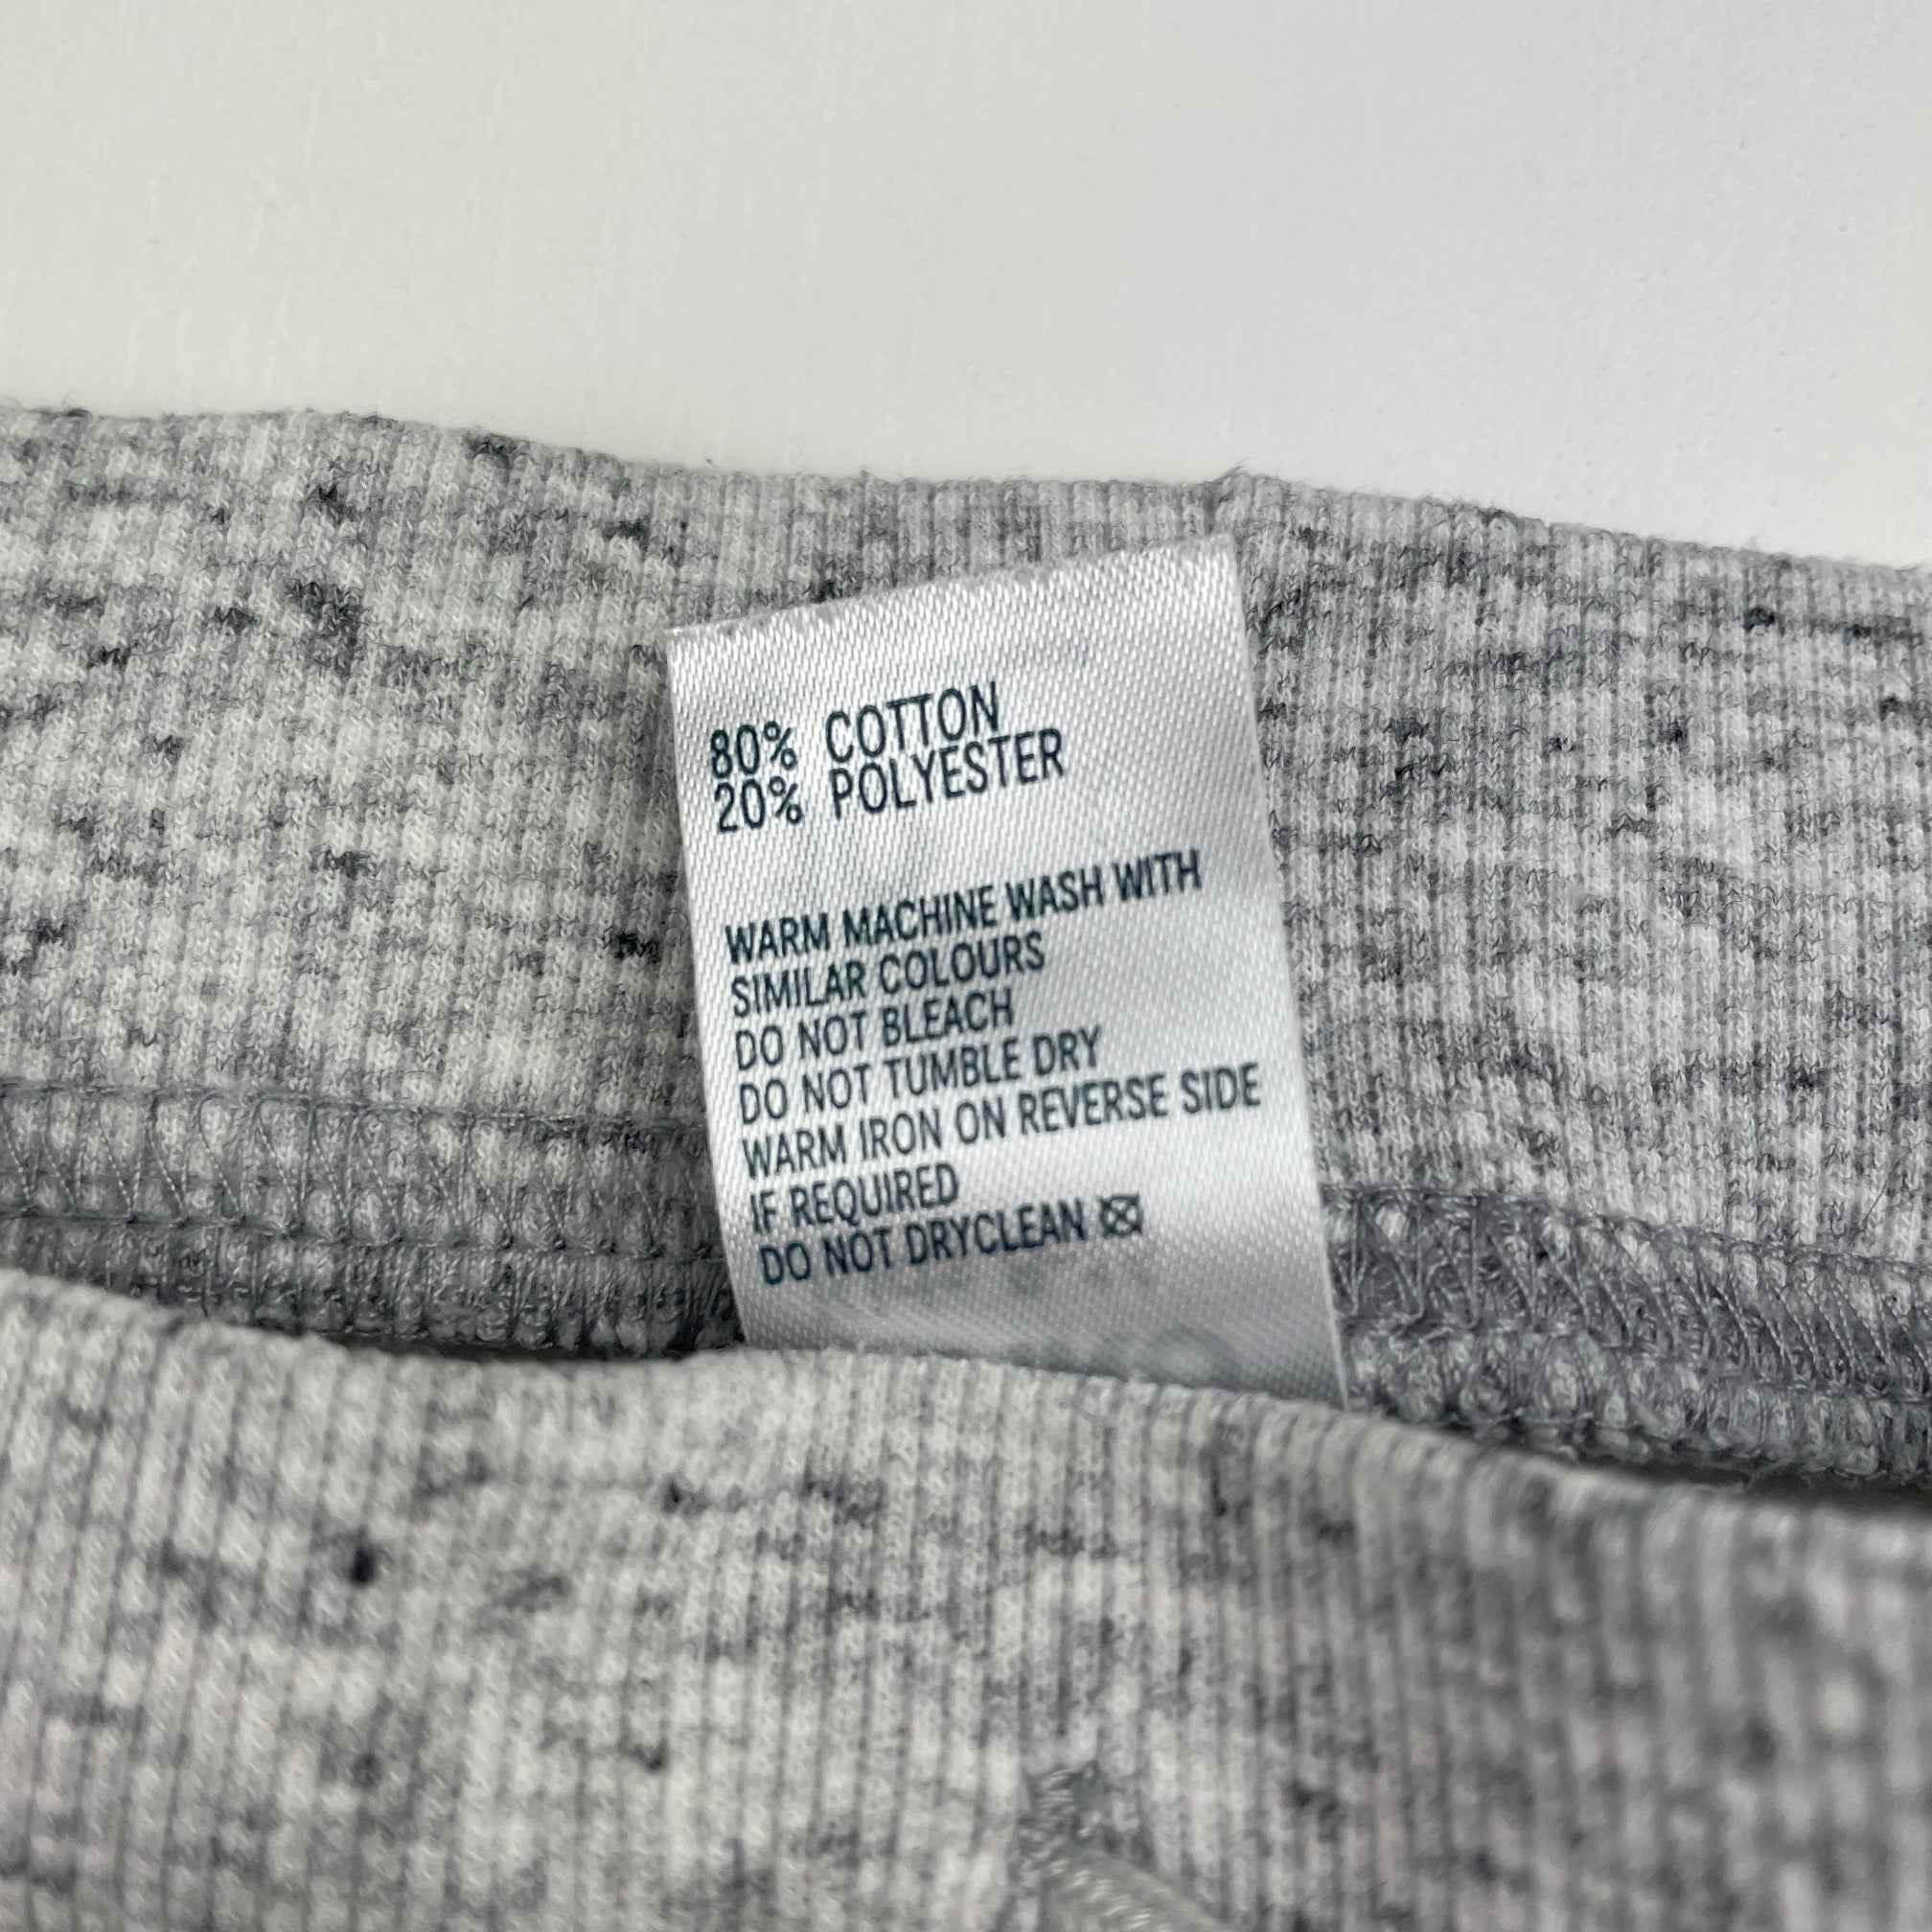 80% COTTON
20% POLYESTER
WARM MACHINE WASH WITH
SIMILAR COLOURS
DO NOT BLEACH
DO NOT TUMBLE DRY
WARM IRON ON REVERSE SIDE
IF REQUIRED
DO NOT DRYCLEAN